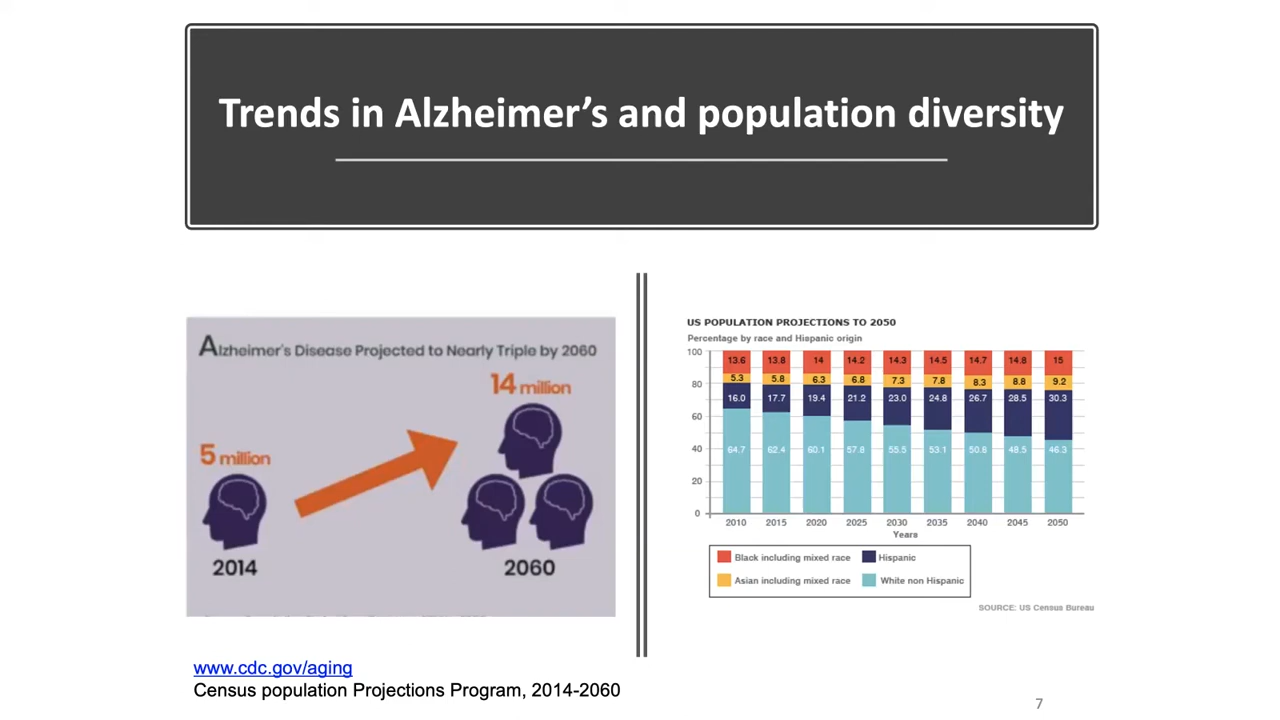 Trends in Alzheimer's and population diversity
Alzheimer's Disease Projected to Nearly Triple by 2060
14 million
5 million
2014
2060
US POPULATION PROJECTIONS TO 2050
Percentage by race and Hispanic origin
100
80
60
40
20
0
13.6 13.8 14 14.2 14.3 14.5 14.7 14.8 15
5.3 5.8 6.3 6.8 7.3 7.8 8.3 8.8 9.2
16.0 17.7 19.4 21.2 23.0 24.8 26.7 28.5 30.3
64.7 62.4 60.1 57.8 55.5 53.1 50.8 48.5 46.3
2010 2015 2020 2025 2030 2035 2040 2045 2050
Years
Black including mixed race Hispanic
Asian including mixed race White non Hispanic
SOURCE: US Census Bureau
www.cdc.gov/aging
Census population Projections Program, 2014-2060
7